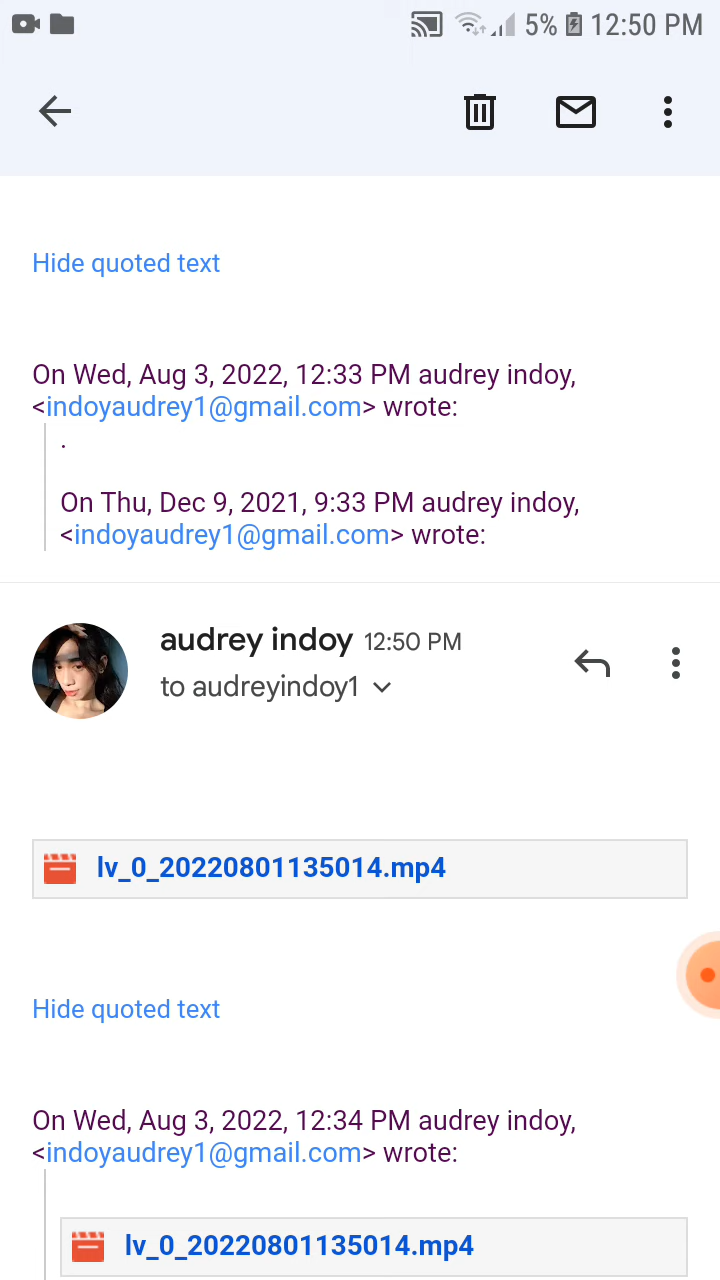 5% 12:50 PM
Hide quoted text
On Wed, Aug 3, 2022, 12:33 PM audrey indoy,
<indoyaudrey1@gmail.com> wrote:
.
On Thu, Dec 9, 2021, 9:33 PM audrey indoy,
<indoyaudrey1@gmail.com> wrote:
audrey indoy 12:50 PM
to audreyindoy1
lv_0_20220801135014.mp4
Hide quoted text
On Wed, Aug 3, 2022, 12:34 PM audrey indoy,
<indoyaudrey1@gmail.com> wrote:
lv_0_20220801135014.mp4